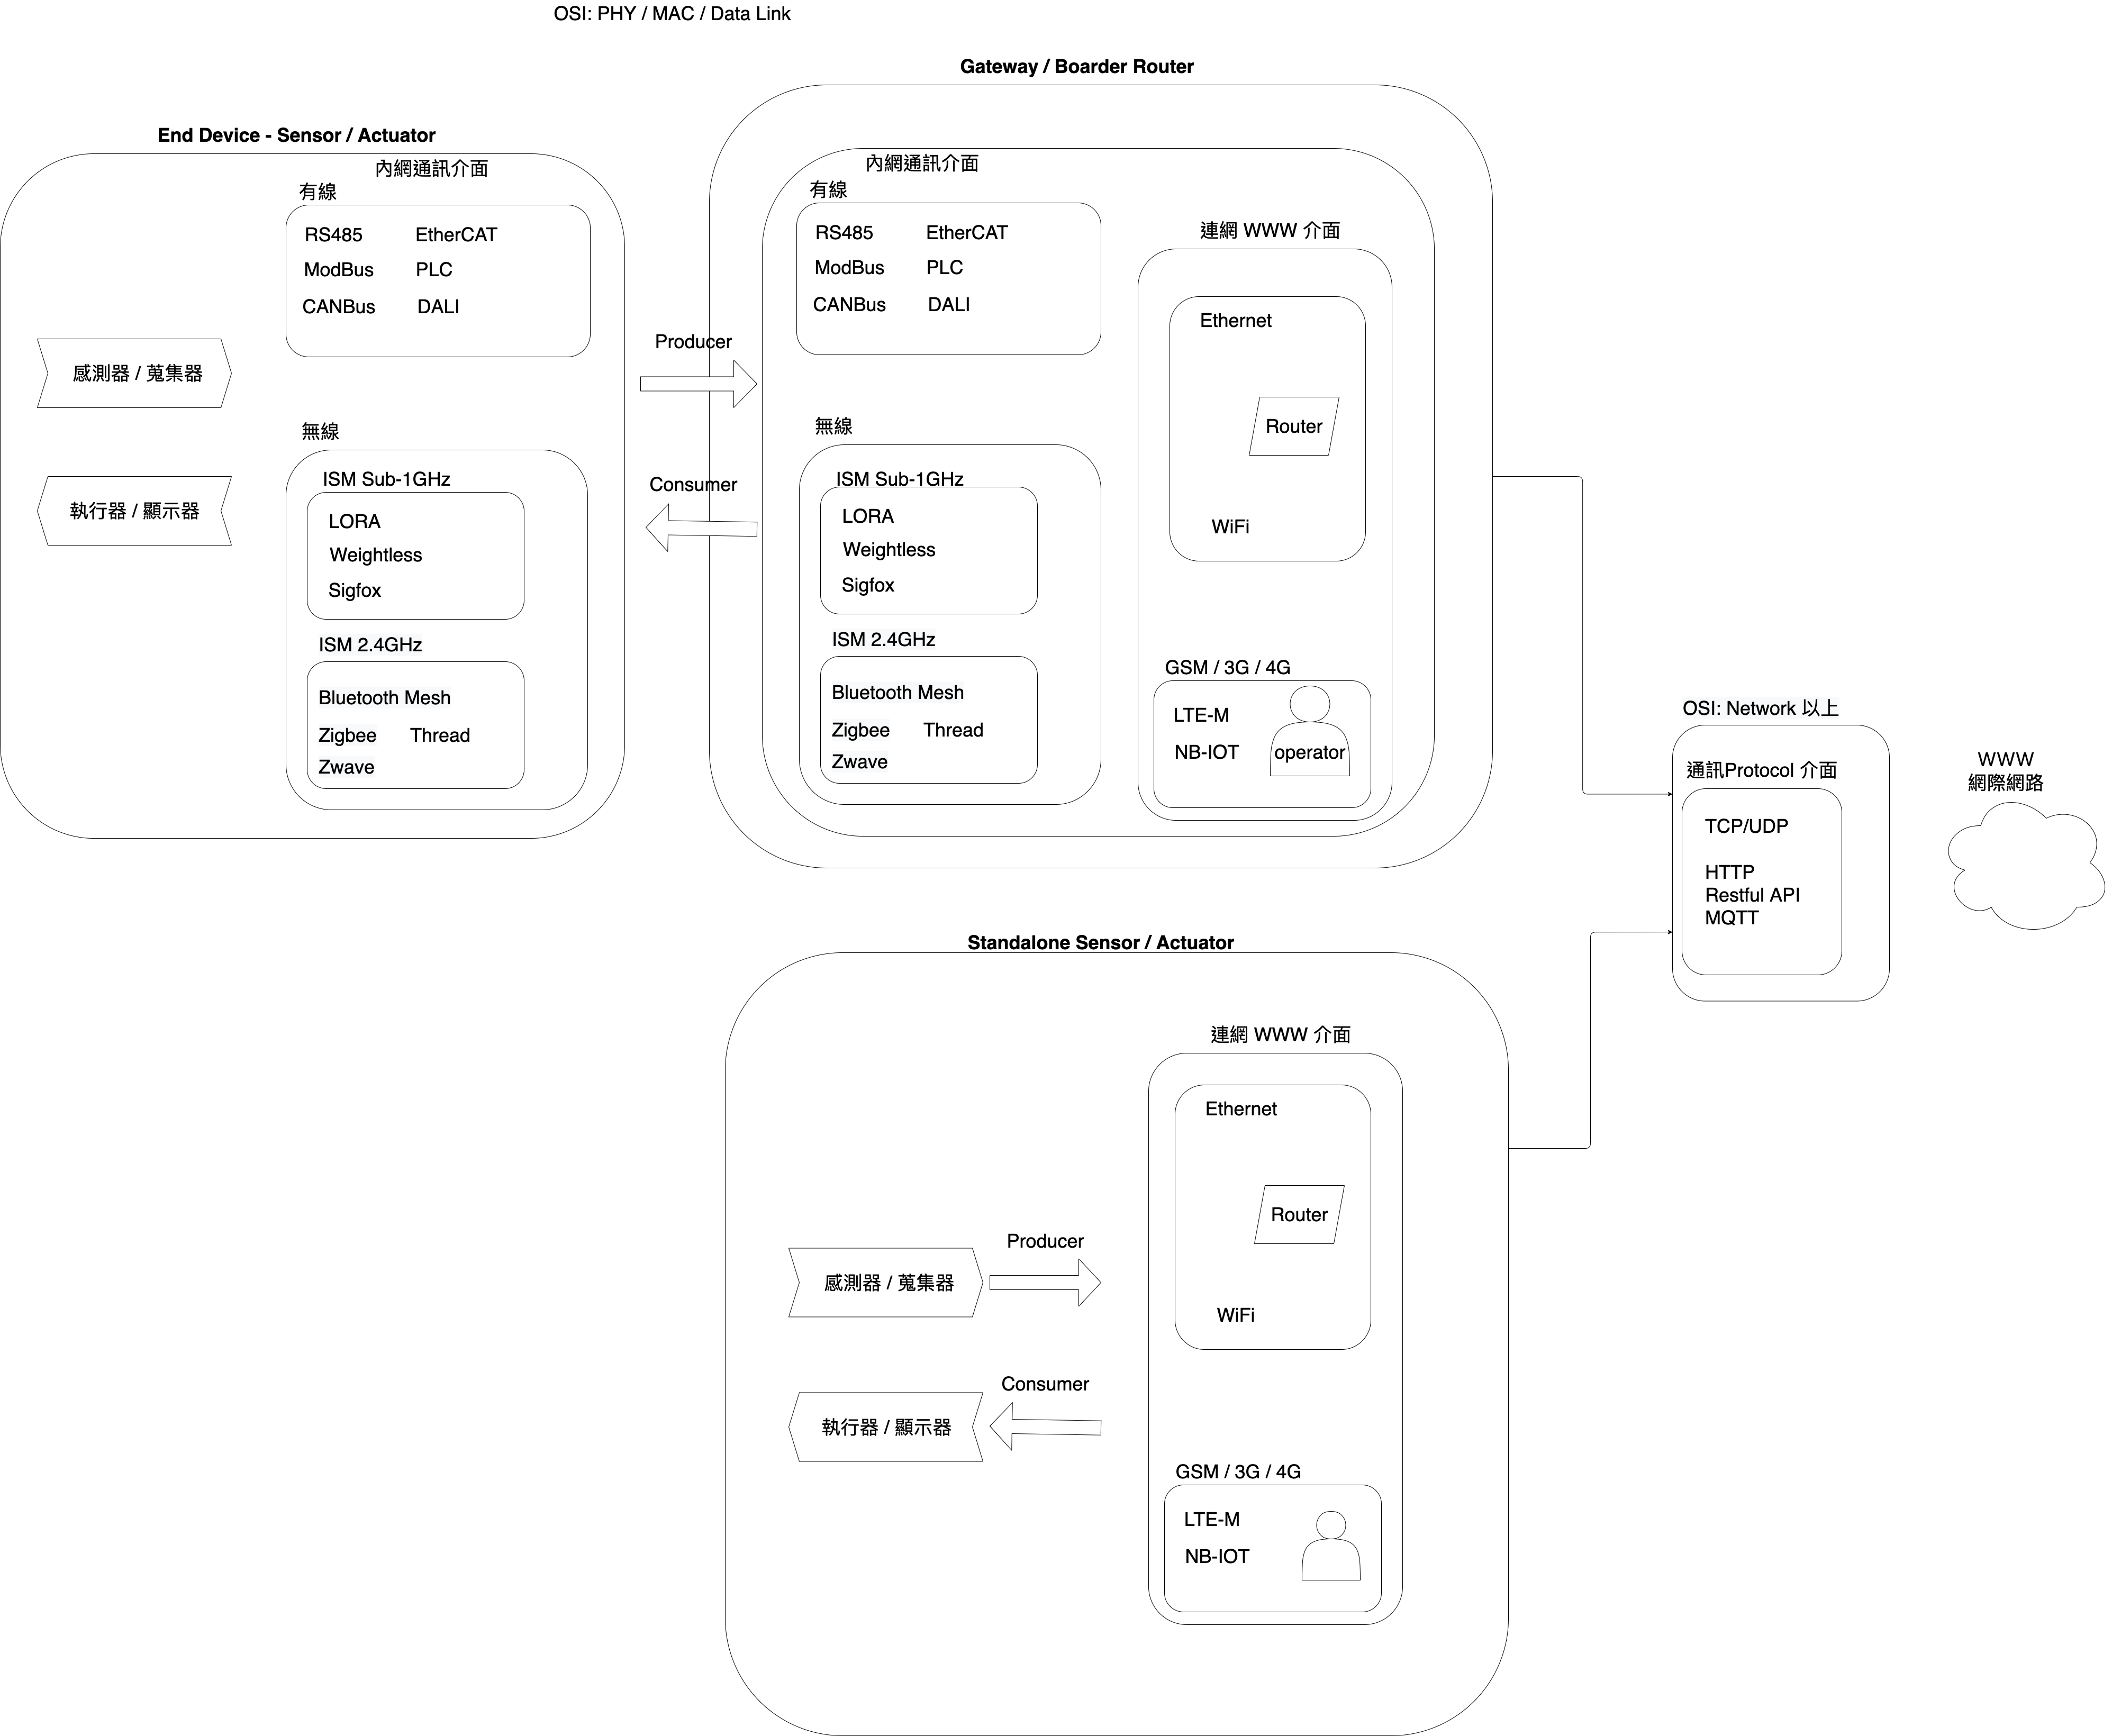 OSI: PHY / MAC / Data Link
Gateway / Boarder Router
End Device - Sensor / Actuator
內網通訊介面
有線
RS485 EtherCAT
ModBus PLC
CANBus DALI
感測器 / 蒐集器
執行器 / 顯示器
無線
ISM Sub-1GHz
LORA
Weightless
Sigfox
ISM 2.4GHz
Bluetooth Mesh
Zigbee Thread
Zwave
Producer
Consumer
內網通訊介面
有線
RS485 EtherCAT
ModBus PLC
CANBus DALI
無線
ISM Sub-1GHz
LORA
Weightless
Sigfox
ISM 2.4GHz
Bluetooth Mesh
Zigbee Thread
Zwave
連網 WWW 介面
Ethernet
Router
WiFi
GSM / 3G / 4G
LTE-M
NB-IOT
operator
OSI: Network 以上
通訊Protocol 介面
TCP/UDP
HTTP
Restful API
MQTT
WWW
網際網路
Standalone Sensor / Actuator
連網 WWW 介面
Ethernet
Router
WiFi
Producer
感測器 / 蒐集器
Consumer
執行器 / 顯示器
GSM / 3G / 4G
LTE-M
NB-IOT